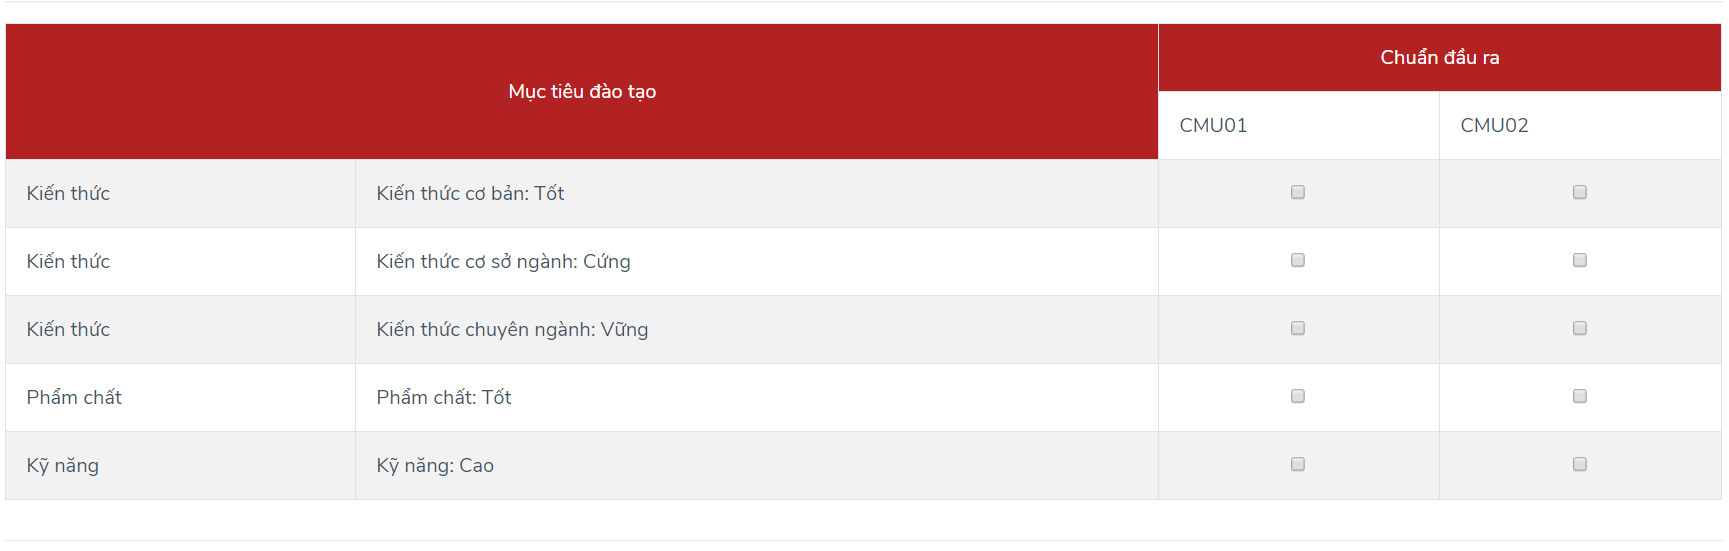 Mục tiêu đào tạo
Chuẩn đầu ra
CMU01
CMU02
Kiến thức
Kiến thức cơ bản: Tốt
Kiến thức
Kiến thức cơ sở ngành: Cứng
Kiến thức
Kiến thức chuyên ngành: Vững
Phẩm chất
Phẩm chất: Tốt
Kỹ năng
Kỹ năng: Cao